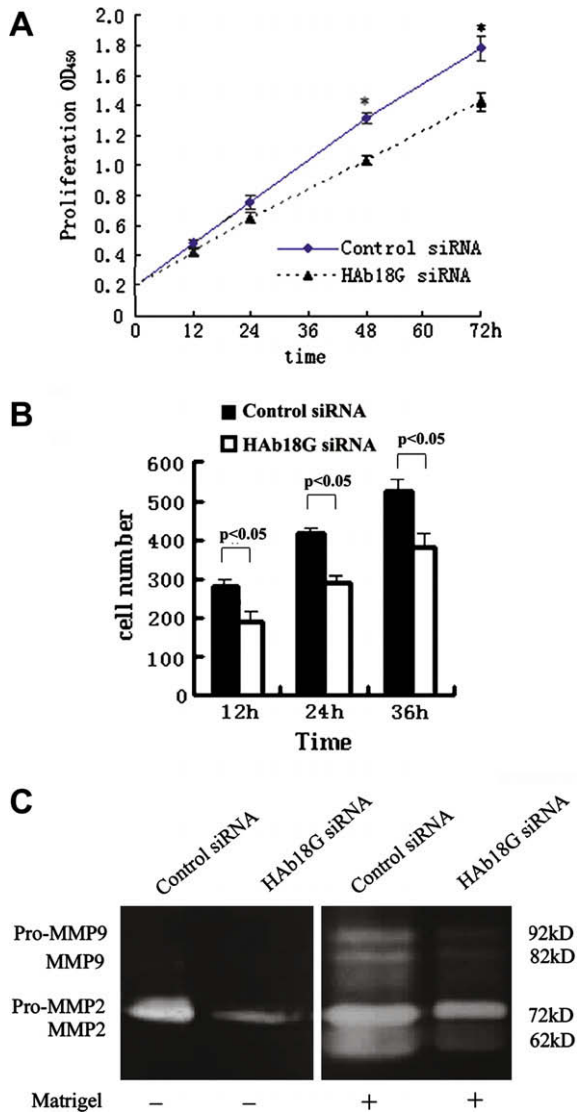 A
Proliferation OD450
2.0
1.8
1.6
1.4
1.2
1.0
0.8
0.6
0.4
0.2
0
*
*
Control siRNA
HAb18G siRNA
0 12 24 36 48 60 72h
time
B
Control siRNA
HAb18G siRNA
cell number
600
500
400
300
200
100
0
p<0.05
p<0.05
p<0.05
12h 24h 36h
Time
C
Control siRNA
HAb18G siRNA
Control siRNA
HAb18G siRNA
Pro-MMP9 92kD
MMP9 82kD
Pro-MMP2 72kD
MMP2 62kD
Matrigel − − + +